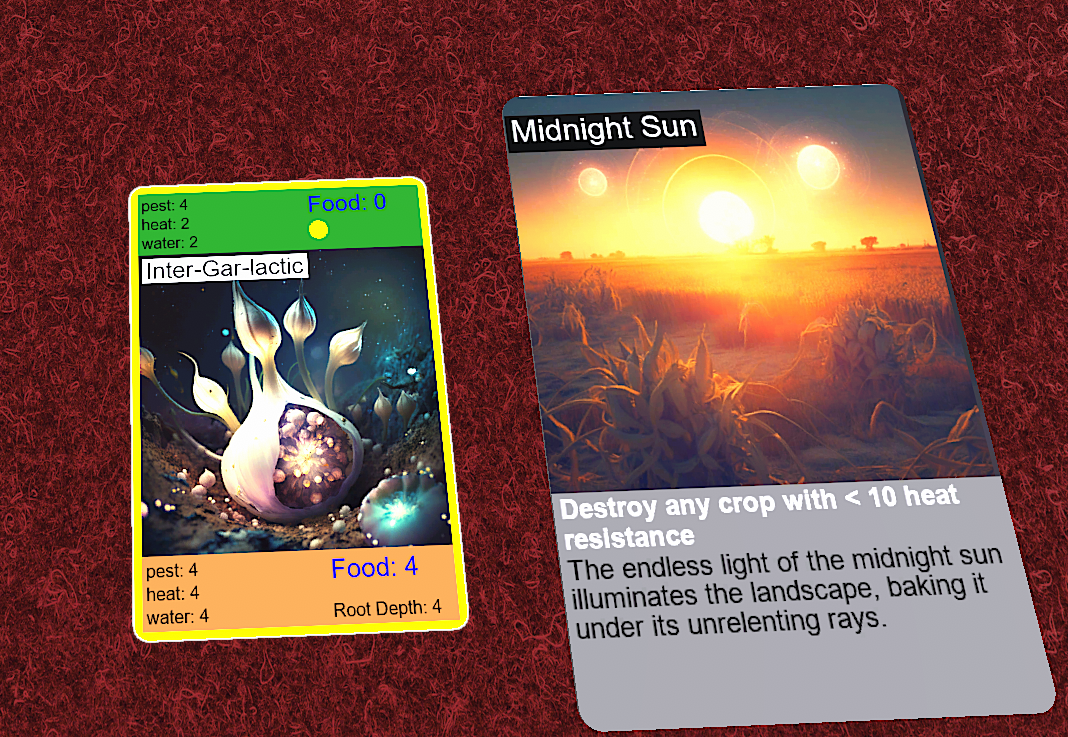 pest: 4
heat: 2
water: 2
Food: 0
Inter-Gar-lactic
pest: 4
heat: 4
water: 4
Food: 4
Root Depth: 4
Midnight Sun
Destroy any crop with < 10 heat
resistance
The endless light of the midnight sun
illuminates the landscape, baking it
under its unrelenting rays.